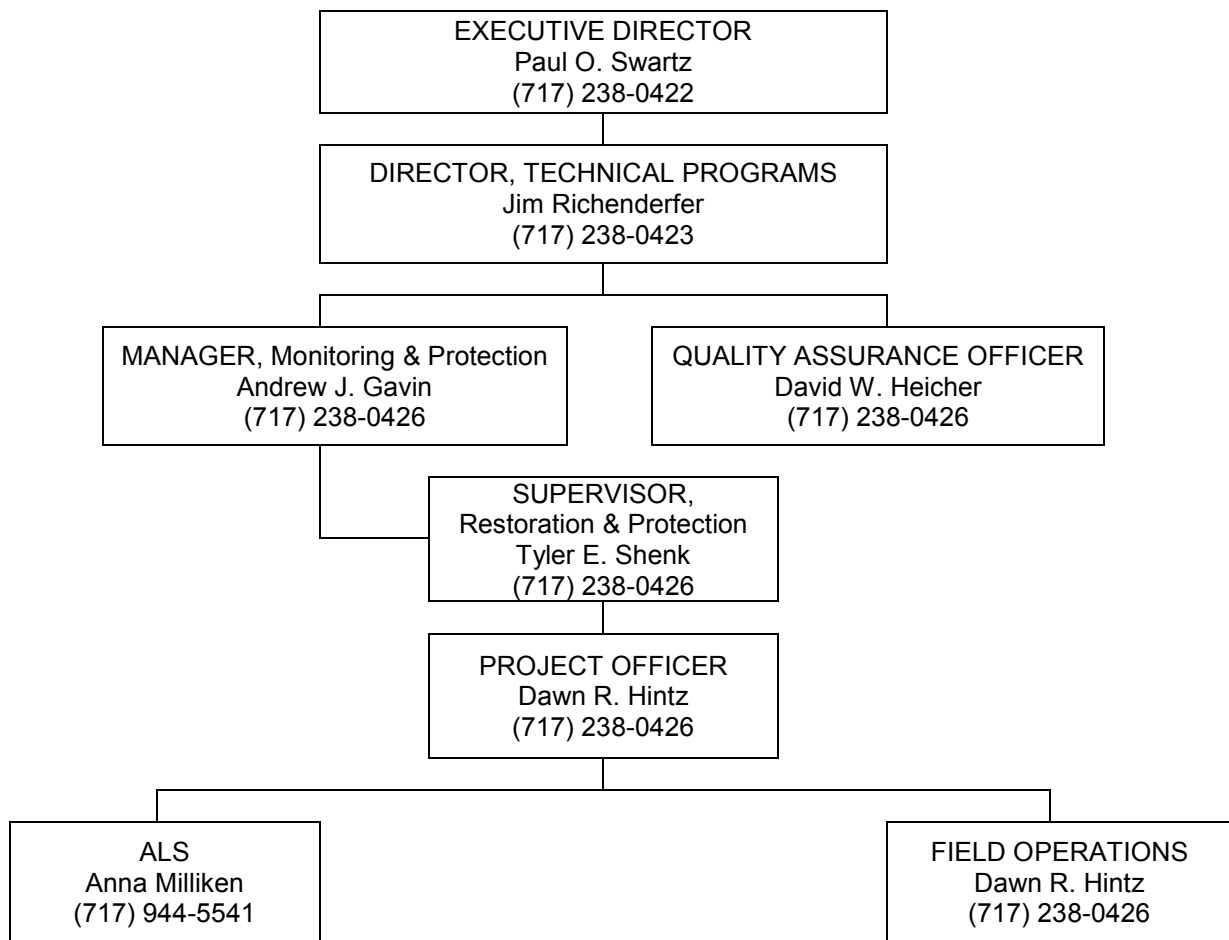 EXECUTIVE DIRECTOR
Paul O. Swartz
(717) 238-0422
DIRECTOR, TECHNICAL PROGRAMS
Jim Richenderfer
(717) 238-0423
MANAGER, Monitoring & Protection
Andrew J. Gavin
(717) 238-0426
QUALITY ASSURANCE OFFICER
David W. Heicher
(717) 238-0426
SUPERVISOR,
Restoration & Protection
Tyler E. Shenk
(717) 238-0426
PROJECT OFFICER
Dawn R. Hintz
(717) 238-0426
ALS
Anna Milliken
(717) 944-5541
FIELD OPERATIONS
Dawn R. Hintz
(717) 238-0426